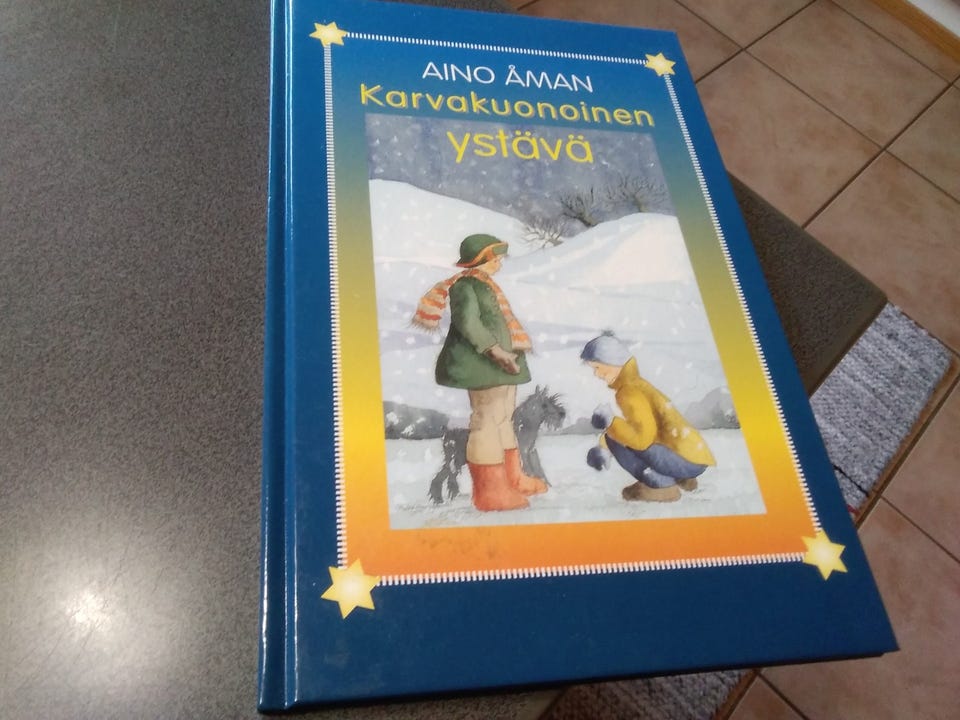 AINO ÅMAN
Karvakuonoinen
ystävä